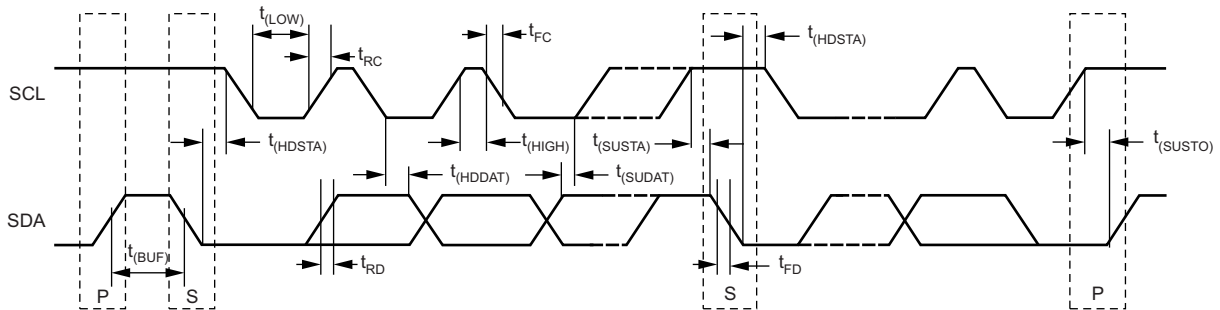 t(LOW)
tRC
tFC
t(HDSTA)
SCL
t(HDSTA)
t(HIGH)
t(SUSTA)
t(SUSTO)
t(HDDAT)
t(SUDAT)
SDA
t(BUF)
tRD
tFD
P
S
S
P